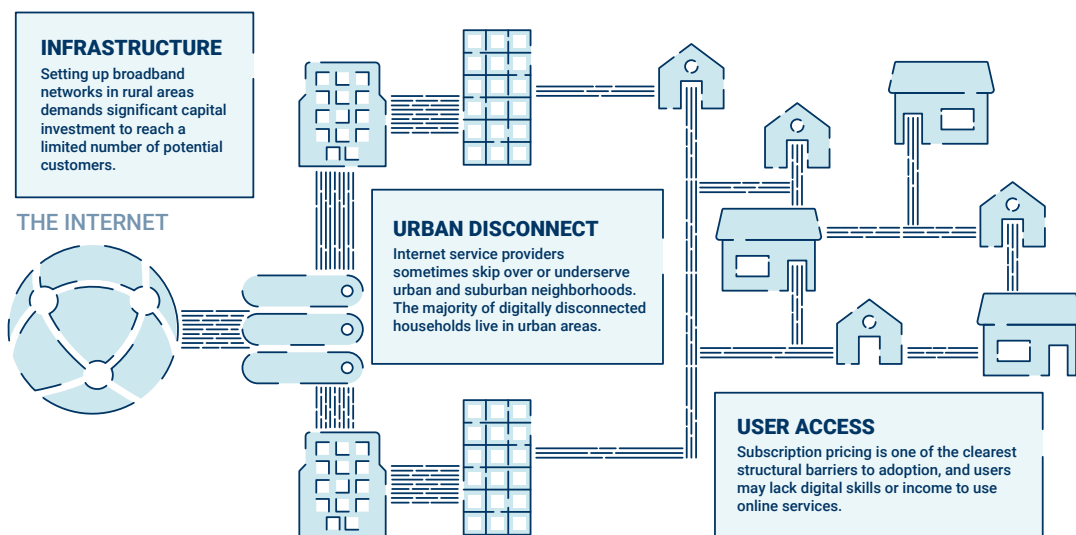 INFRASTRUCTURE
Setting up broadband
networks in rural areas
demands significant capital
investment to reach a
limited number of potential
customers.
THE INTERNET
URBAN DISCONNECT
Internet service providers
sometimes skip over or underserve
urban and suburban neighborhoods.
The majority of digitally disconnected
households live in urban areas.
USER ACCESS
Subscription pricing is one of the clearest
structural barriers to adoption, and users
may lack digital skills or income to use
online services.